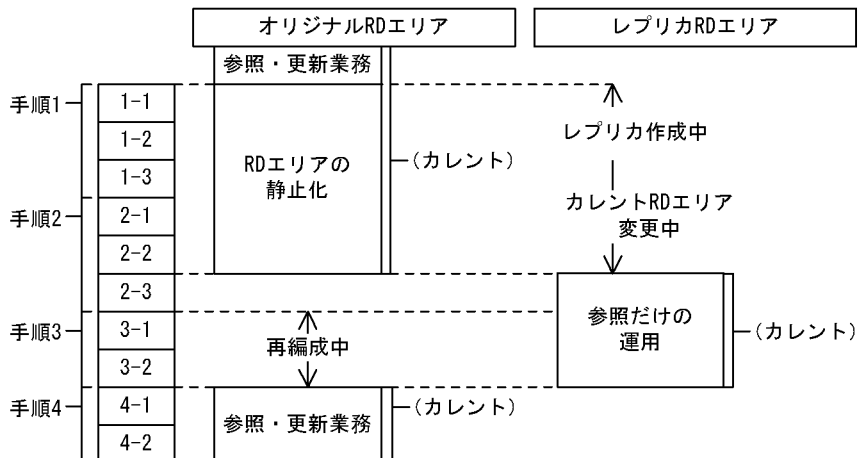 オリジナルRDエリア
レプリカRDエリア
参照・更新業務
手順1
1-1
1-2
1-3
RDエリアの
静止化
(カレント)
レプリカ作成中
カレントRDエリア
変更中
手順2
2-1
2-2
2-3
参照だけの
運用
(カレント)
手順3
3-1
3-2
再編成中
手順4
4-1
4-2
参照・更新業務
(カレント)